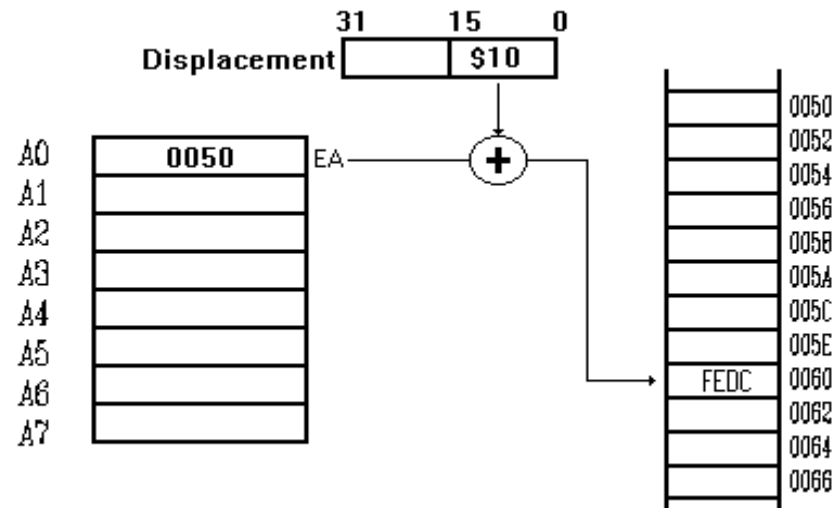 31 15 0
Displacement $10
A0 0050 EA +
A1
A2
A3
A4
A5
A6
A7
0050
0052
0054
0056
0058
005A
005C
005E
FEDC 0060
0062
0064
0066